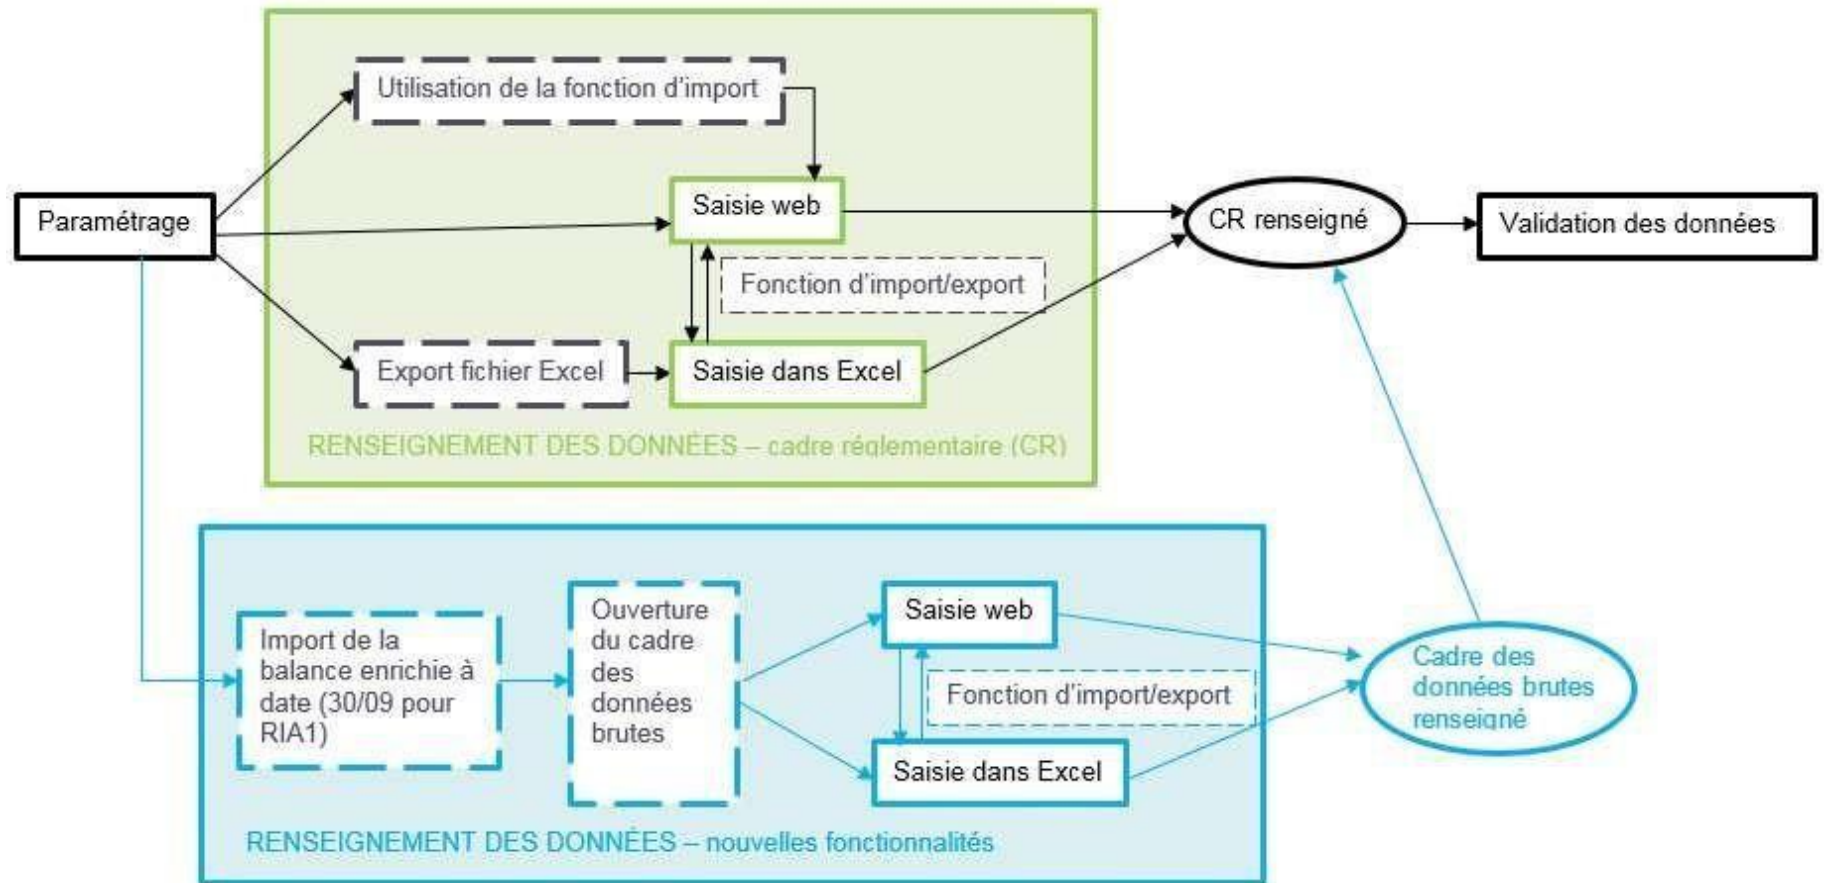 Utilisation de la fonction d'import
Paramétrage
Saisie web
CR renseigné
Validation des données
Fonction d'import/export
Export fichier Excel
Saisie dans Excel
RENSEIGNEMENT DES DONNÉES – cadre réglementaire (CR)
Import de la
balance enrichie à
date (30/09 pour
RIA1)
Ouverture
du cadre
des
données
brutes
Saisie web
Fonction d'import/export
Saisie dans Excel
Cadre des
données brutes
renseigné
RENSEIGNEMENT DES DONNÉES – nouvelles fonctionnalités